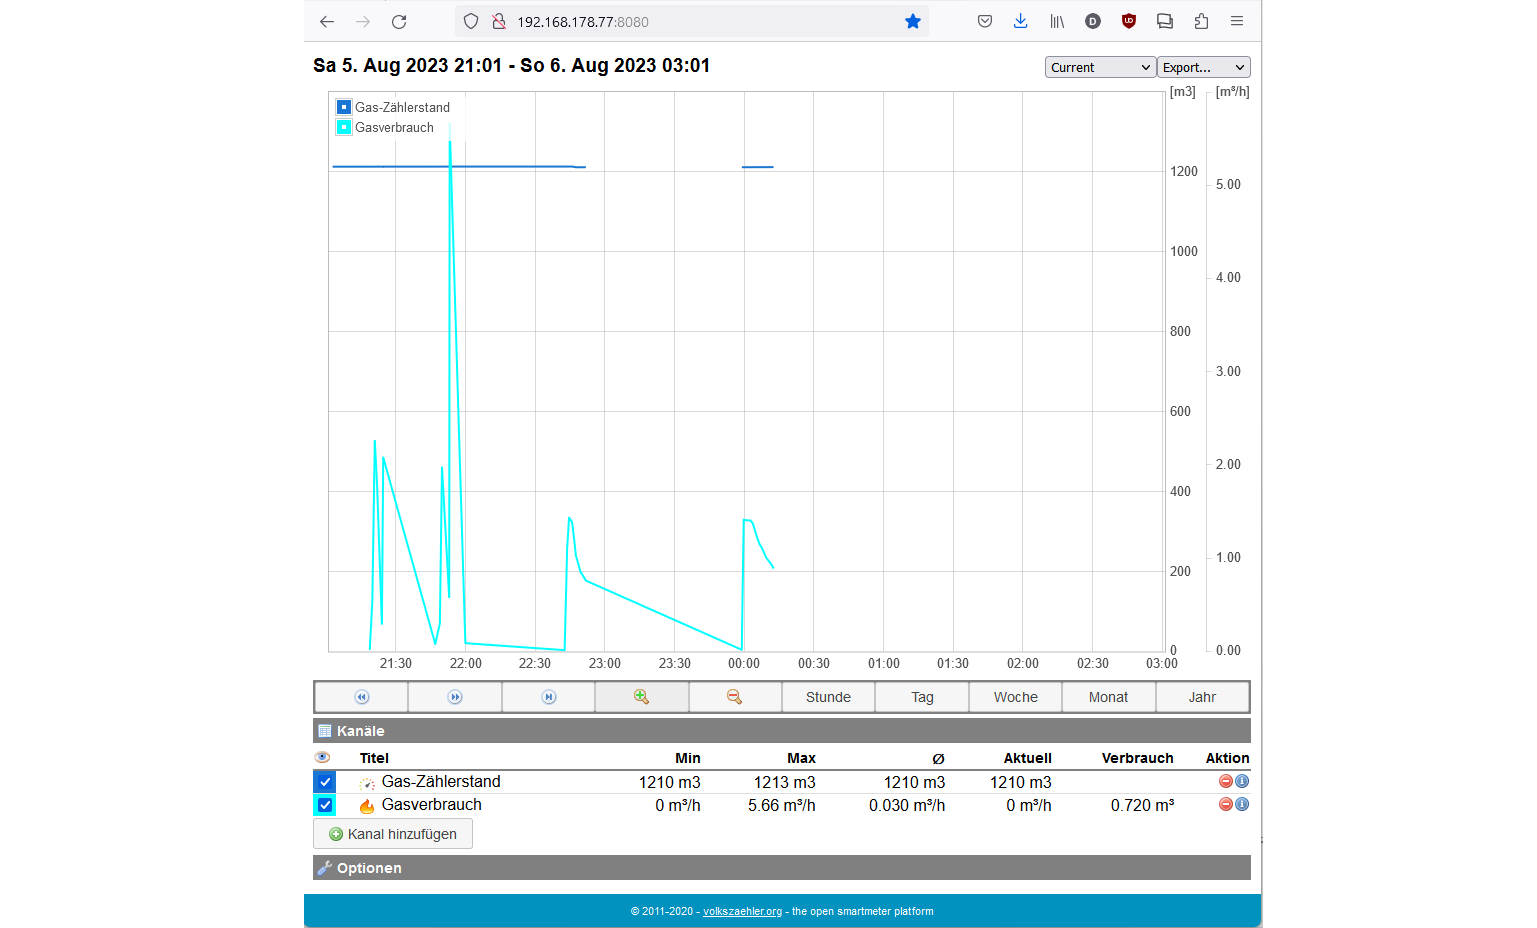 192.168.178.77:8080
Sa 5. Aug 2023 21:01 - So 6. Aug 2023 03:01
Current
Export...
Gas-Zählerstand
Gasverbrauch
[m3] [m³/h]
1200
5.00
1000
4.00
800
3.00
600
2.00
400
1.00
200
0 0.00
21:30 22:00 22:30 23:00 23:30 00:00 00:30 01:00 01:30 02:00 02:30 03:00
Stunde Tag Woche Monat Jahr
Kanäle
Titel Min Max Ø Aktuell Verbrauch Aktion
Gas-Zählerstand 1210 m3 1213 m3 1210 m3 1210 m3
Gasverbrauch 0 m³/h 5.66 m³/h 0.030 m³/h 0 m³/h 0.720 m³
Kanal hinzufügen
Optionen
© 2011-2020 - volkszaehler.org - the open smartmeter platform